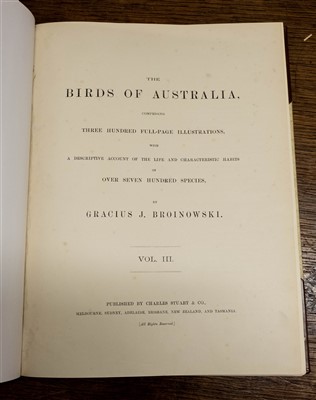 THE
BIRDS OF AUSTRALIA,
COMPRISING
THREE HUNDRED FULL-PAGE ILLUSTRATIONS,
WITH
A DESCRIPTIVE ACCOUNT OF THE LIFE AND CHARACTERISTIC HABITS
OF
OVER SEVEN HUNDRED SPECIES,
BY
GRACIUS J. BROINOWSKI.
VOL. III.
PUBLISHED BY CHARLES STUART & CO.,
MELBOURNE, SYDNEY, ADELAIDE, BRISBANE, NEW ZEALAND, AND TASMANIA
[All Rights Reserved.]